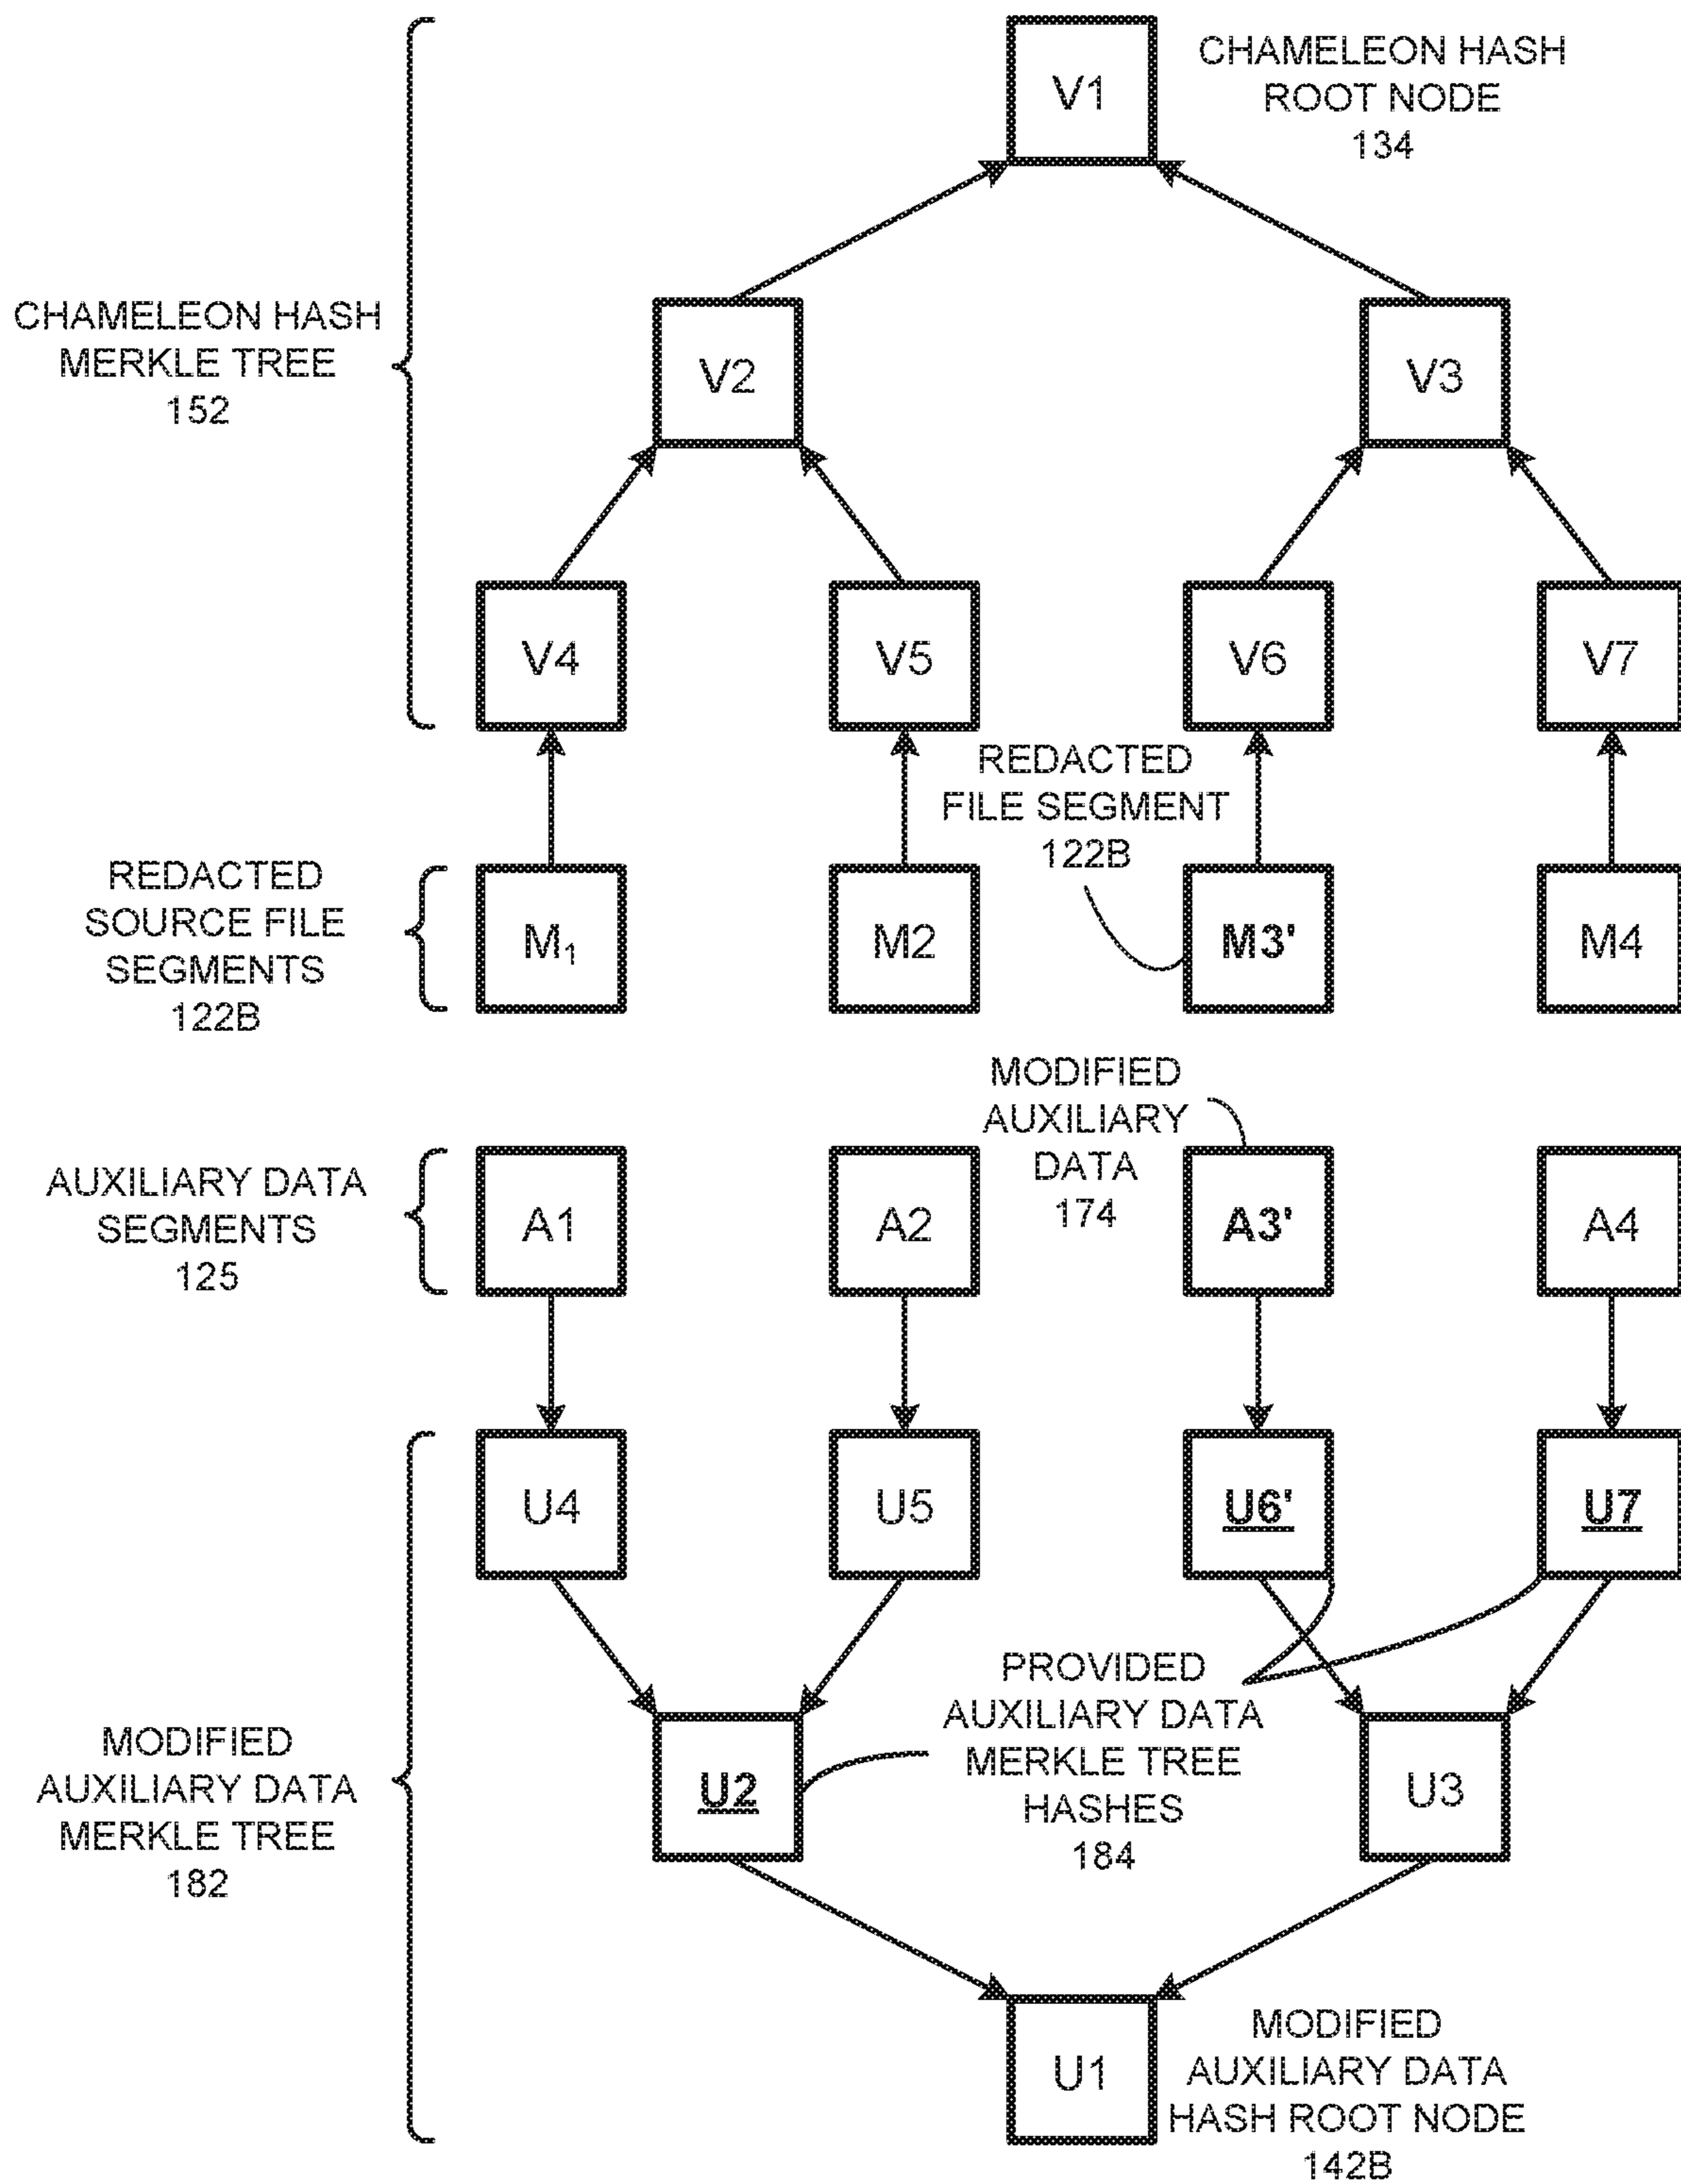 V1
CHAMELEON HASH
ROOT NODE
134
CHAMELEON HASH
MERKLE TREE
152
V2
V3
V4
V5
V6
V7
REDACTED
FILE SEGMENT
122B
REDACTED
SOURCE FILE
SEGMENTS
122B
M₁
M2
M3'
M4
MODIFIED
AUXILIARY
DATA
174
AUXILIARY DATA
SEGMENTS
125
A1
A2
A3'
A4
U4
U5
U6'
U7
PROVIDED
AUXILIARY DATA
MERKLE TREE
HASHES
184
MODIFIED
AUXILIARY DATA
MERKLE TREE
182
U2
U3
U1
MODIFIED
AUXILIARY DATA
HASH ROOT NODE
142B